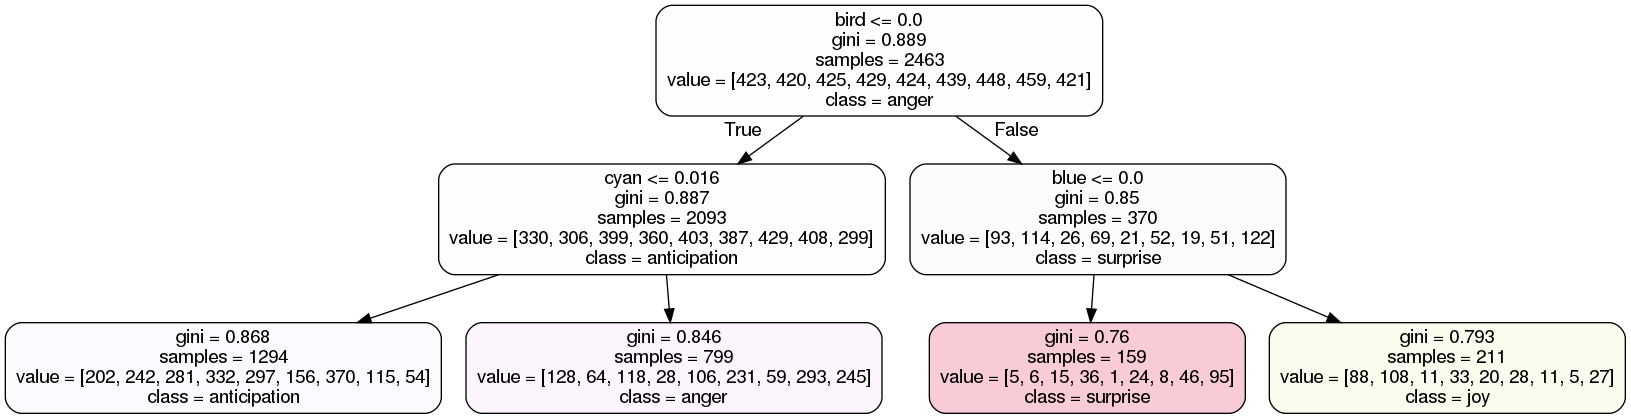 bird <= 0.0
gini = 0.889
samples = 2463
value = [423, 420, 425, 429, 424, 439, 448, 459, 421]
class = anger
True
False
cyan <= 0.016
gini = 0.887
samples = 2093
value = [330, 306, 399, 360, 403, 387, 429, 408, 299]
class = anticipation
blue <= 0.0
gini = 0.85
samples = 370
value = [93, 114, 26, 69, 21, 52, 19, 51, 122]
class = surprise
gini = 0.868
samples = 1294
value = [202, 242, 281, 332, 297, 156, 370, 115, 54]
class = anticipation
gini = 0.846
samples = 799
value = [128, 64, 118, 28, 106, 231, 59, 293, 245]
class = anger
gini = 0.76
samples = 159
value = [5, 6, 15, 36, 1, 24, 8, 46, 95]
class = surprise
gini = 0.793
samples = 211
value = [88, 108, 11, 33, 20, 28, 11, 5, 27]
class = joy